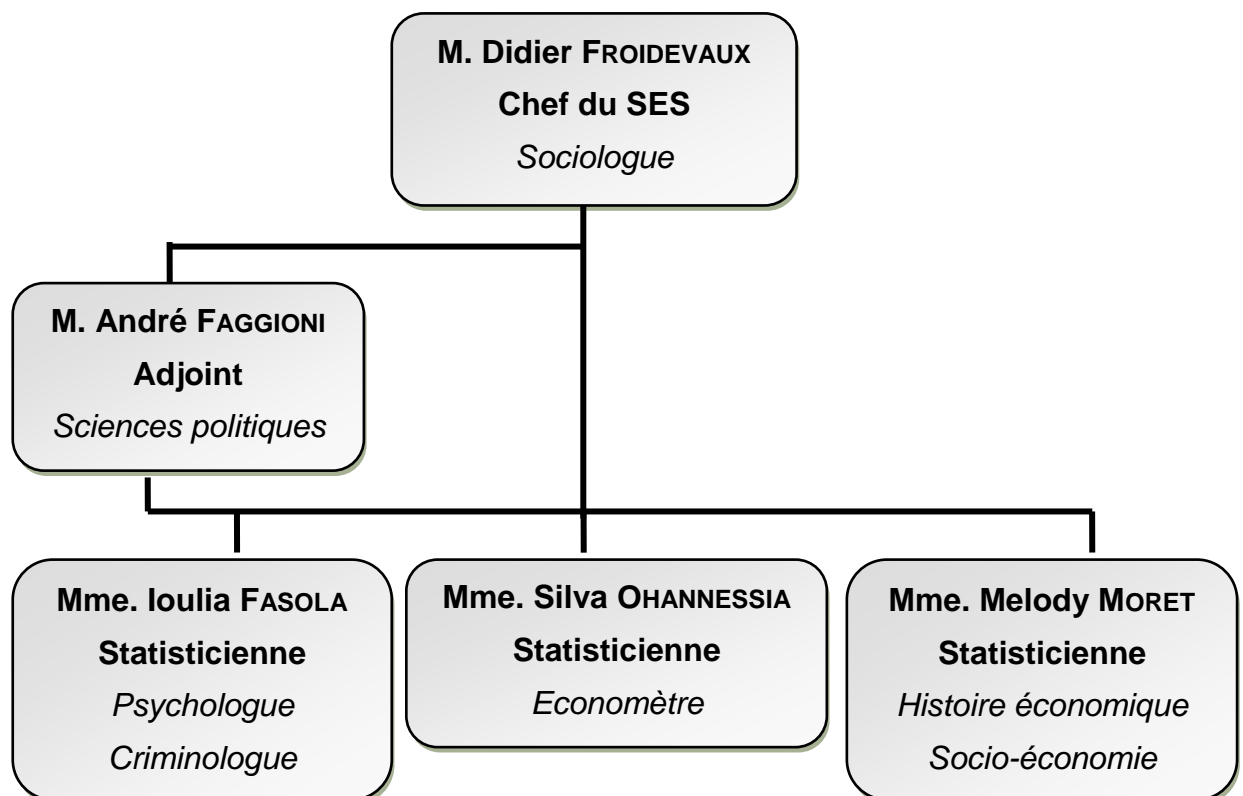 M. Didier FROIDEVAUX
Chef du SES
Sociologue
M. André FAGGIONI
Adjoint
Sciences politiques
Mme. Ioulia FASOLA
Statisticienne
Psychologue
Criminologue
Mme. Silva OHANNESSIA
Statisticienne
Economètre
Mme. Melody MORET
Statisticienne
Histoire économique
Socio-économie